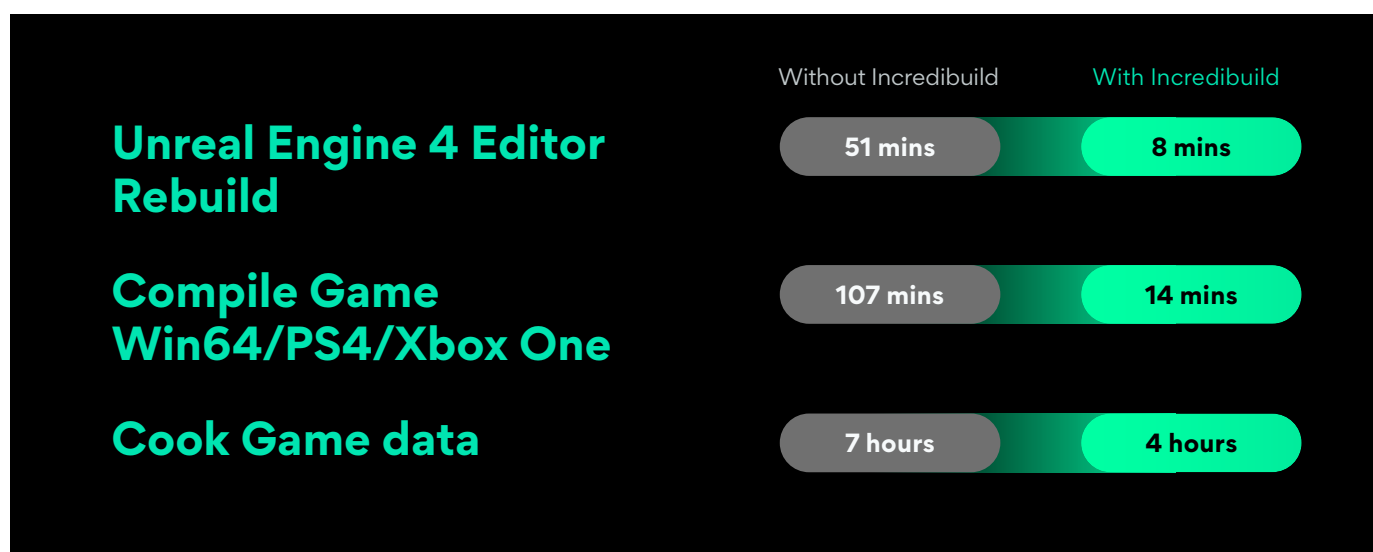 Without Incredibuild
With Incredibuild
Unreal Engine 4 Editor
Rebuild
51 mins
8 mins
Compile Game
Win64/PS4/Xbox One
107 mins
14 mins
Cook Game data
7 hours
4 hours